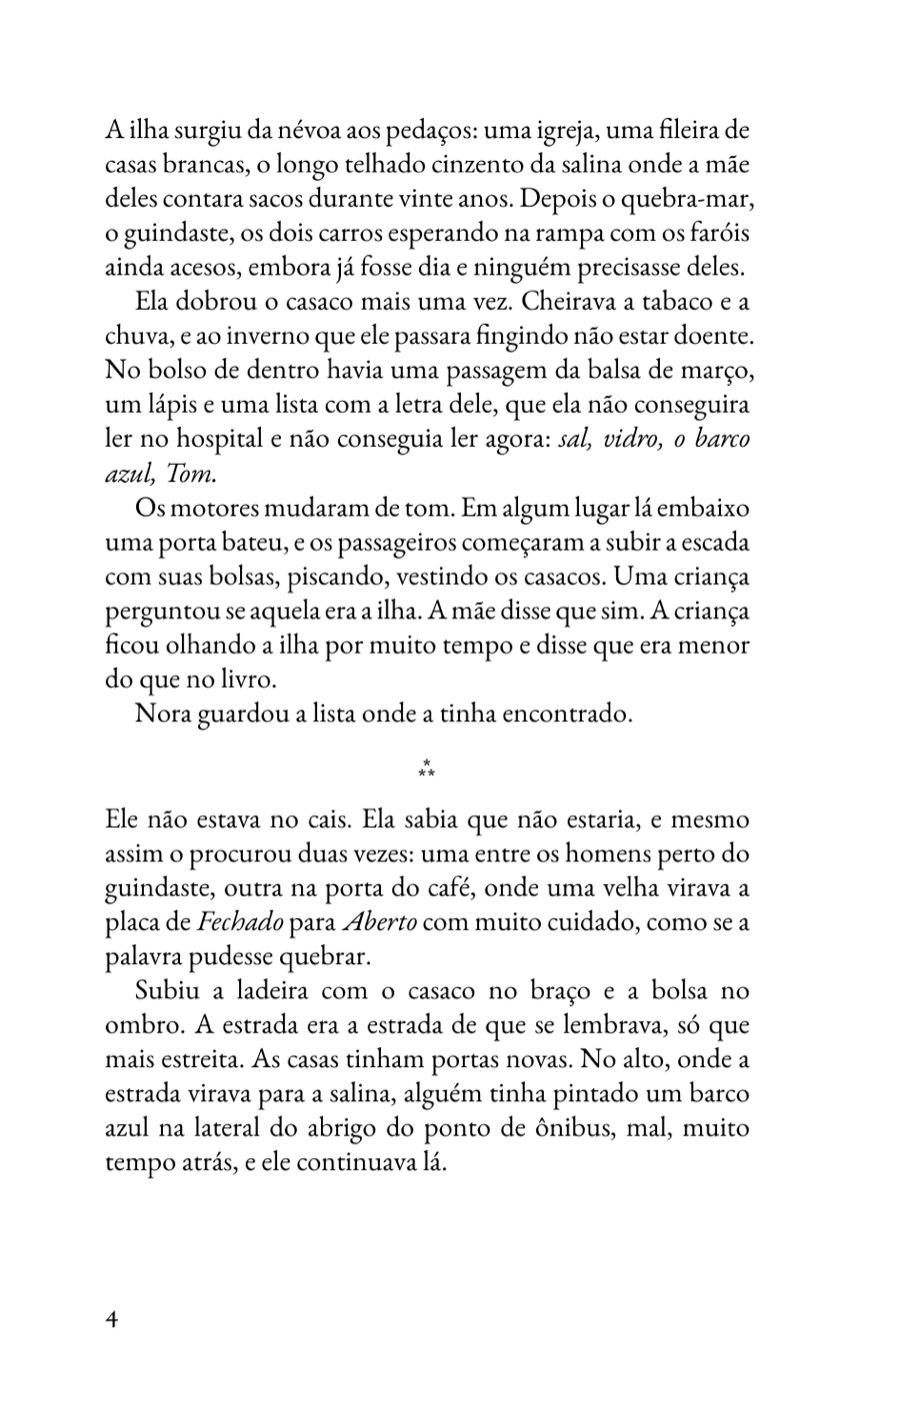 A ilha surgiu da névoa aos pedaços: uma igreja, uma fileira de
casas brancas, o longo telhado cinzento da salina onde a mãe
deles contara sacos durante vinte anos. Depois o quebra-mar,
o guindaste, os dois carros esperando na rampa com os faróis
ainda acesos, embora já fosse dia e ninguém precisasse deles.
Ela dobrou o casaco mais uma vez. Cheirava a tabaco e a
chuva, e ao inverno que ele passara fingindo não estar doente.
No bolso de dentro havia uma passagem da balsa de março,
um lápis e uma lista com a letra dele, que ela não conseguira
ler no hospital e não conseguia ler agora: sal, vidro, o barco
azul, Tom.
Os motores mudaram de tom. Em algum lugar lá embaixo
uma porta bateu, e os passageiros começaram a subir a escada
com suas bolsas, piscando, vestindo os casacos. Uma criança
perguntou se aquela era a ilha. A mãe disse que sim. A criança
ficou olhando a ilha por muito tempo e disse que era menor
do que no livro.
Nora guardou a lista onde a tinha encontrado.
⁂
Ele não estava no cais. Ela sabia que não estaria, e mesmo
assim o procurou duas vezes: uma entre os homens perto do
guindaste, outra na porta do café, onde uma velha virava a
placa de Fechado para Aberto com muito cuidado, como se a
palavra pudesse quebrar.
Subiu a ladeira com o casaco no braço e a bolsa no
ombro. A estrada era a estrada de que se lembrava, só que
mais estreita. As casas tinham portas novas. No alto, onde a
estrada virava para a salina, alguém tinha pintado um barco
azul na lateral do abrigo do ponto de ônibus, mal, muito
tempo atrás, e ele continuava lá.
4